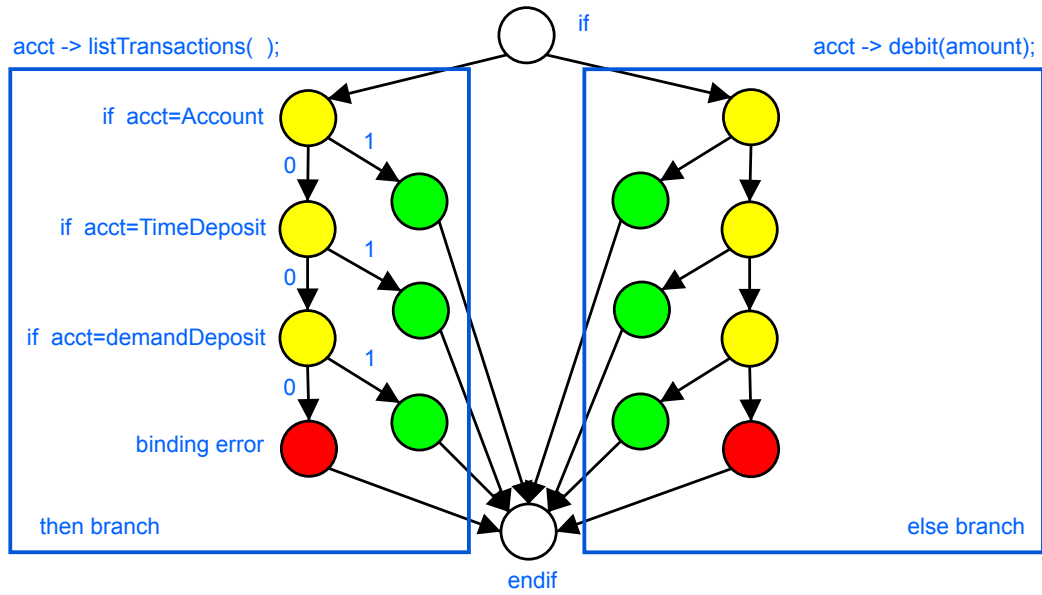 if
acct -> listTransactions(  );
acct -> debit(amount);
if  acct=Account
1
0
if  acct=TimeDeposit
1
0
if  acct=demandDeposit
1
0
binding error
then branch
else branch
endif